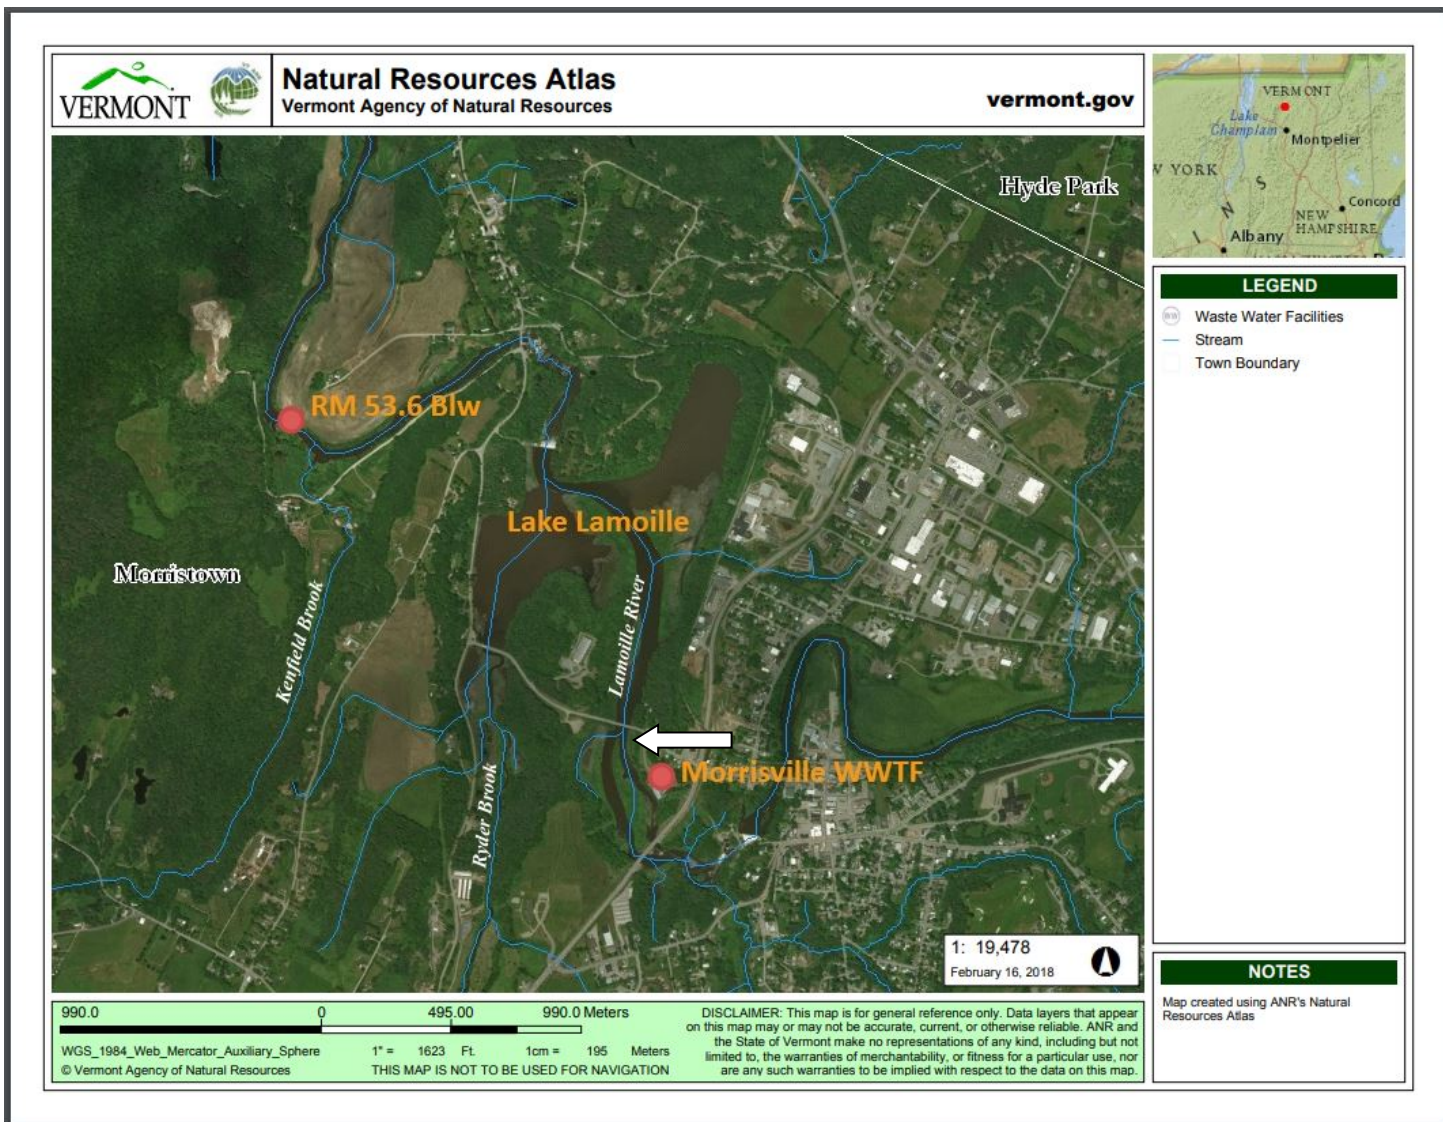 VERMONT
Natural Resources Atlas
Vermont Agency of Natural Resources
vermont.gov
VERMONT
Lake
Champlain
Montpelier
W YORK
S
Concord
N
NEW
HAMPSHIRE
I
Albany
Hyde Park
RM 53.6 Blw
Lake Lamoille
Morristown
Kenfield Brook
Lamoille River
Morrisville WWTF
Ryder Brook
1: 19,478
February 16, 2018
LEGEND
WW Waste Water Facilities
Stream
Town Boundary
NOTES
Map created using ANR's Natural
Resources Atlas
990.0 0 495.00 990.0 Meters
WGS_1984_Web_Mercator_Auxiliary_Sphere
© Vermont Agency of Natural Resources
1" = 1623 Ft. 1cm = 195 Meters
THIS MAP IS NOT TO BE USED FOR NAVIGATION
DISCLAIMER: This map is for general reference only. Data layers that appear
on this map may or may not be accurate, current, or otherwise reliable. ANR and
the State of Vermont make no representations of any kind, including but not
limited to, the warranties of merchantability, or fitness for a particular use, nor
are any such warranties to be implied with respect to the data on this map.